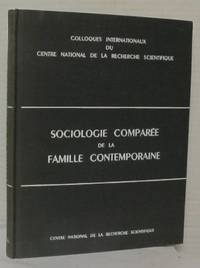 COLLOQUES INTERNATIONAUX
DU
CENTRE NATIONAL DE LA RECHERCHE SCIENTIFIQUE
SOCIOLOGIE COMPARÉE
DE LA
FAMILLE CONTEMPORAINE
CENTRE NATIONAL DE LA RECHERCHE SCIENTIFIQUE